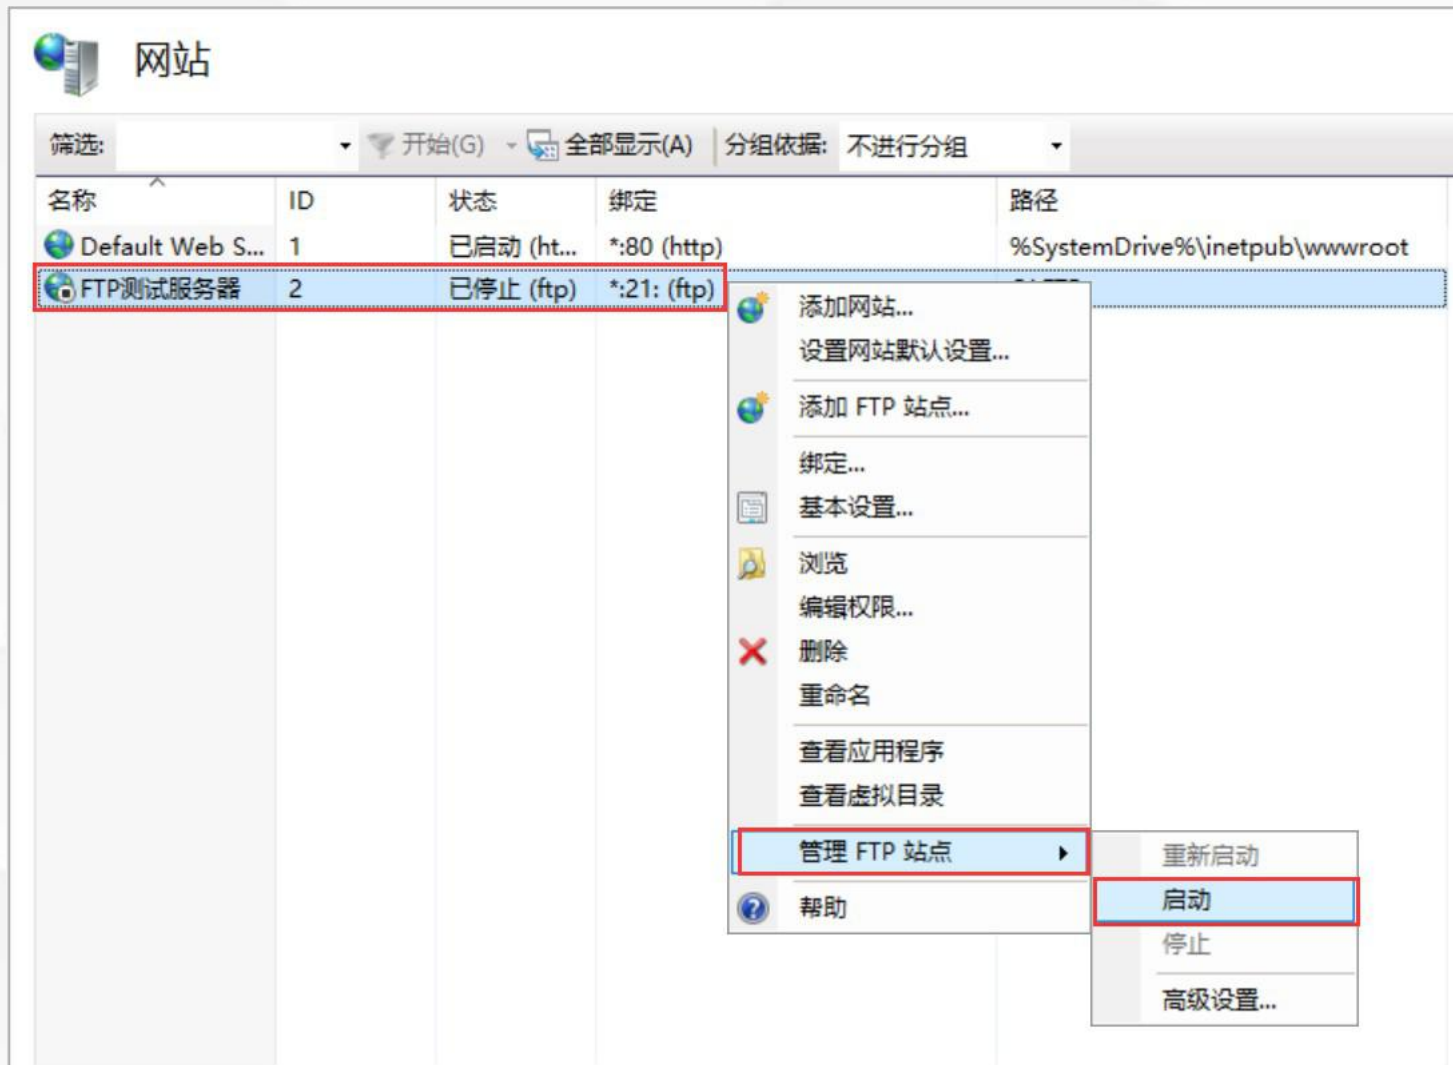 网站
筛选: 开始(G) 全部显示(A) 分组依据: 不进行分组
名称 ID 状态 绑定 路径
Default Web S... 1 已启动 (ht... *:80 (http) %SystemDrive%\inetpub\wwwroot
FTP测试服务器 2 已停止 (ftp) *:21: (ftp)
添加网站...
设置网站默认设置...
添加 FTP 站点...
绑定...
基本设置...
浏览
编辑权限...
删除
重命名
查看应用程序
查看虚拟目录
管理 FTP 站点
帮助
重新启动
启动
停止
高级设置...